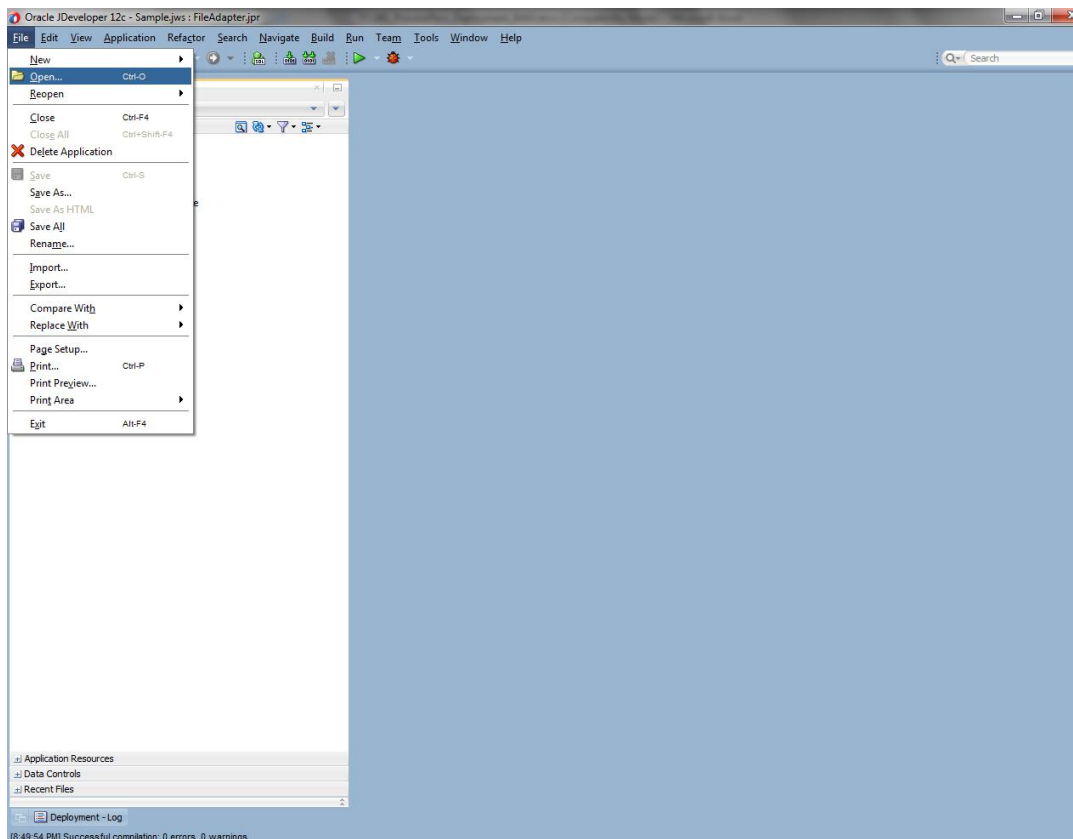 Oracle JDeveloper 12c - Sample.jws : FileAdapter.jpr
File Edit View Application Refactor Search Navigate Build Run Team Tools Window Help
Search
New
Open... Ctrl-O
Reopen
Close Ctrl-F4
Close All Ctrl+Shift-F4
Delete Application
Save Ctrl-S
Save As...
e
Save As HTML
Save All
Rename...
Import...
Export...
Compare With
Replace With
Page Setup...
Print... Ctrl-P
Print Preview...
Print Area
Exit Alt-F4
Application Resources
Data Controls
Recent Files
Deployment - Log
[8:49:54 PM] Successful compilation: 0 errors, 0 warnings.